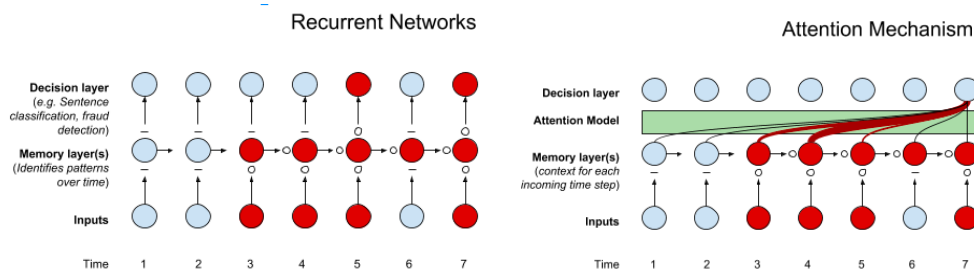 Recurrent Networks
Decision layer
(e.g. Sentence
classification, fraud
detection)
Memory layer(s)
(Identifies patterns
over time)
Inputs
Time 1 2 3 4 5 6 7
Attention Mechanism
Decision layer
Attention Model
Memory layer(s)
(context for each
incoming time step)
Inputs
Time 1 2 3 4 5 6 7